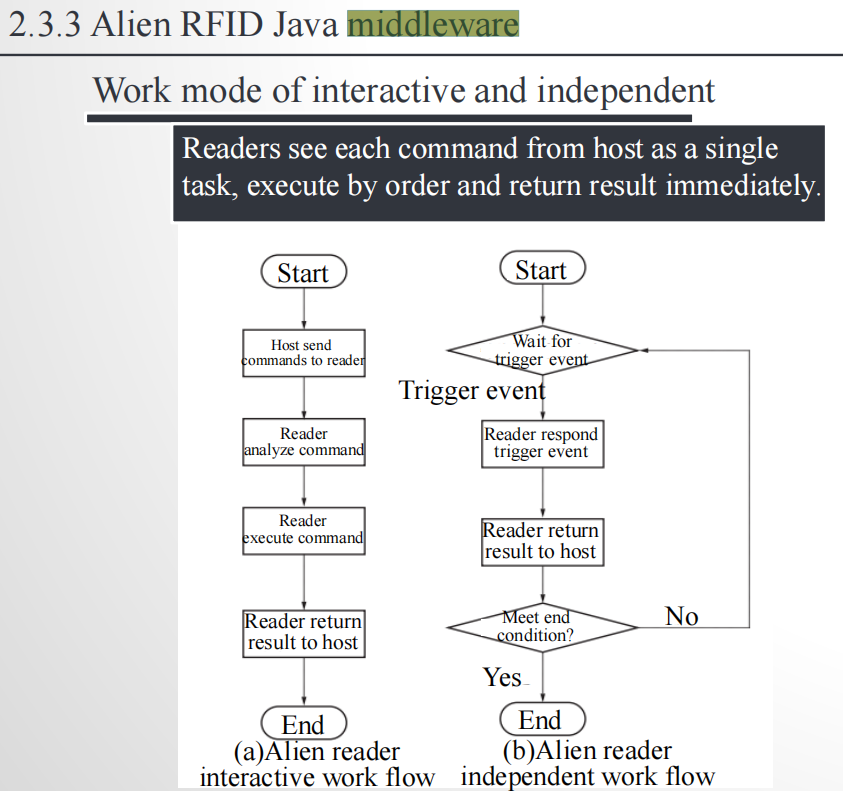 2.3.3 Alien RFID Java middleware
Work mode of interactive and independent
Readers see each command from host as a single
task, execute by order and return result immediately.
Start
Host send
commands to reader
Reader
analyze command
Reader
execute command
Reader return
result to host
End
(a)Alien reader
interactive work flow
Start
Wait for
trigger event
Trigger event
Reader respond
trigger event
Reader return
result to host
Meet end
condition?
No
Yes
End
(b)Alien reader
independent work flow